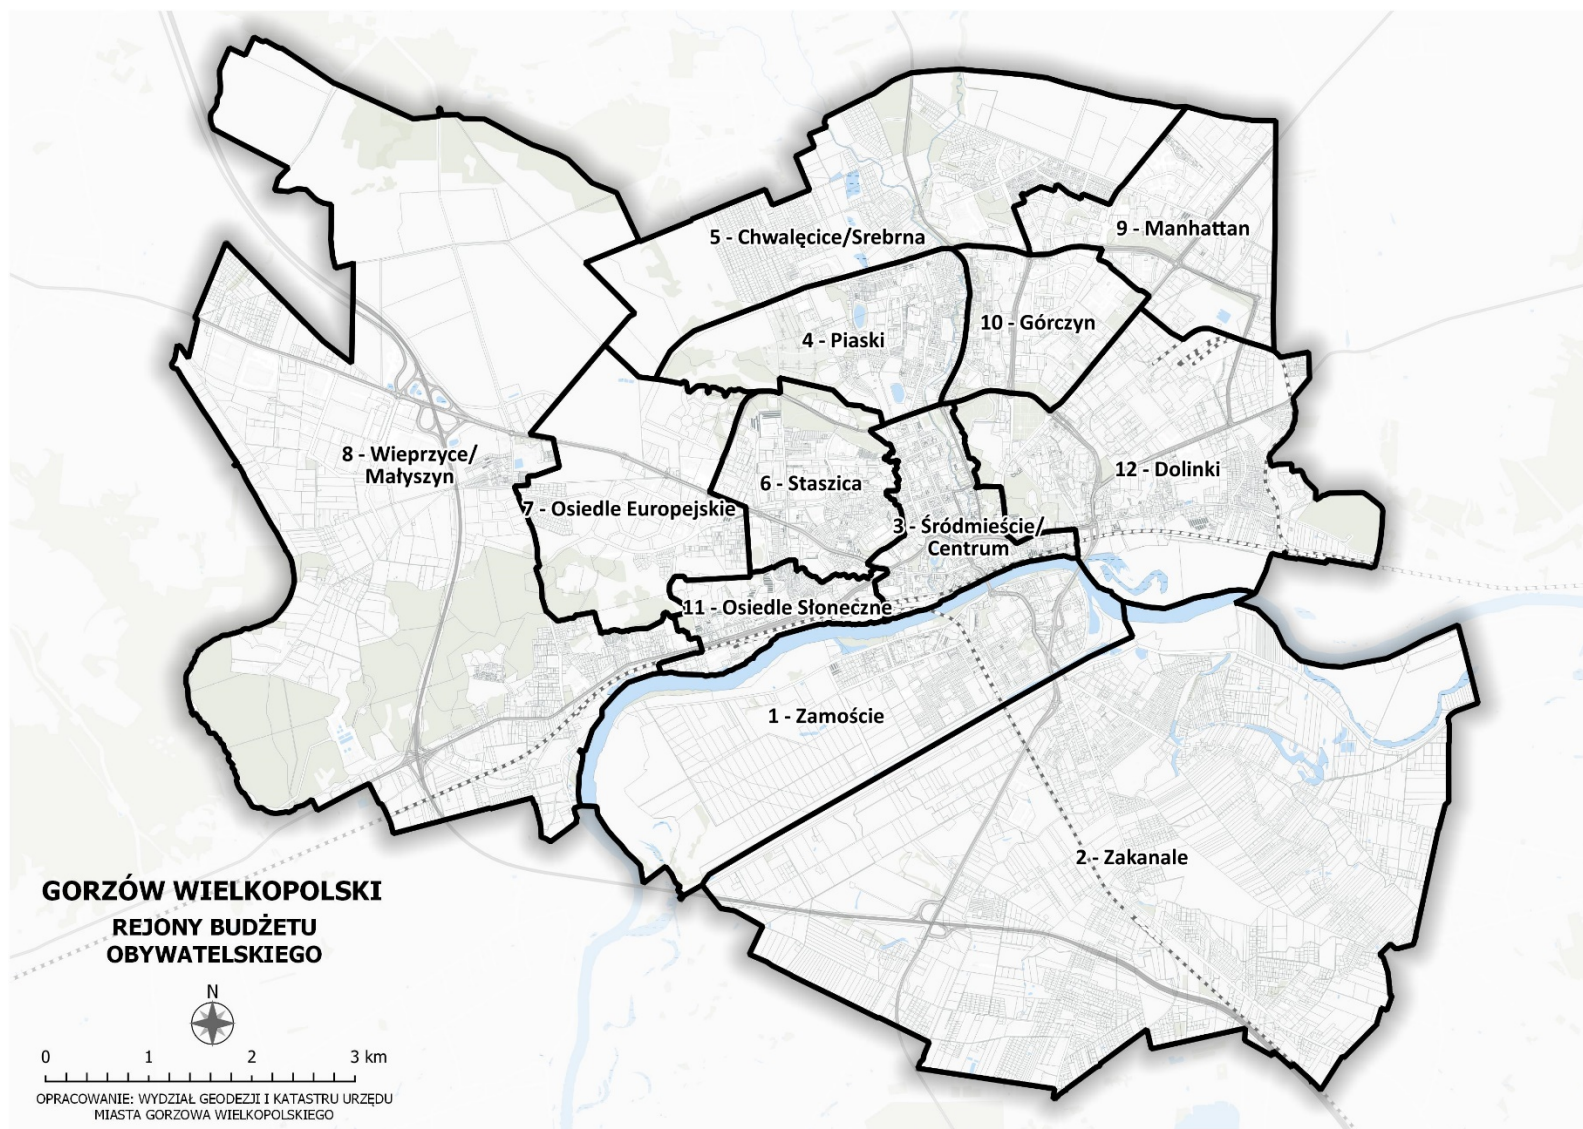 5 - Chwalęcice/Srebrna
9 - Manhattan
4 - Piaski
10 - Górczyn
8 - Wieprzyce/
Małyszyn
6 - Staszica
12 - Dolinki
7 - Osiedle Europejskie
3 - Śródmieście/
Centrum
11 - Osiedle Słoneczne
1 - Zamoście
2 - Zakanale
GORZÓW WIELKOPOLSKI
REJONY BUDŻETU
OBYWATELSKIEGO
N
0 1 2 3 km
OPRACOWANIE: WYDZIAŁ GEODEZJI I KATASTRU URZĘDU
MIASTA GORZOWA WIELKOPOLSKIEGO